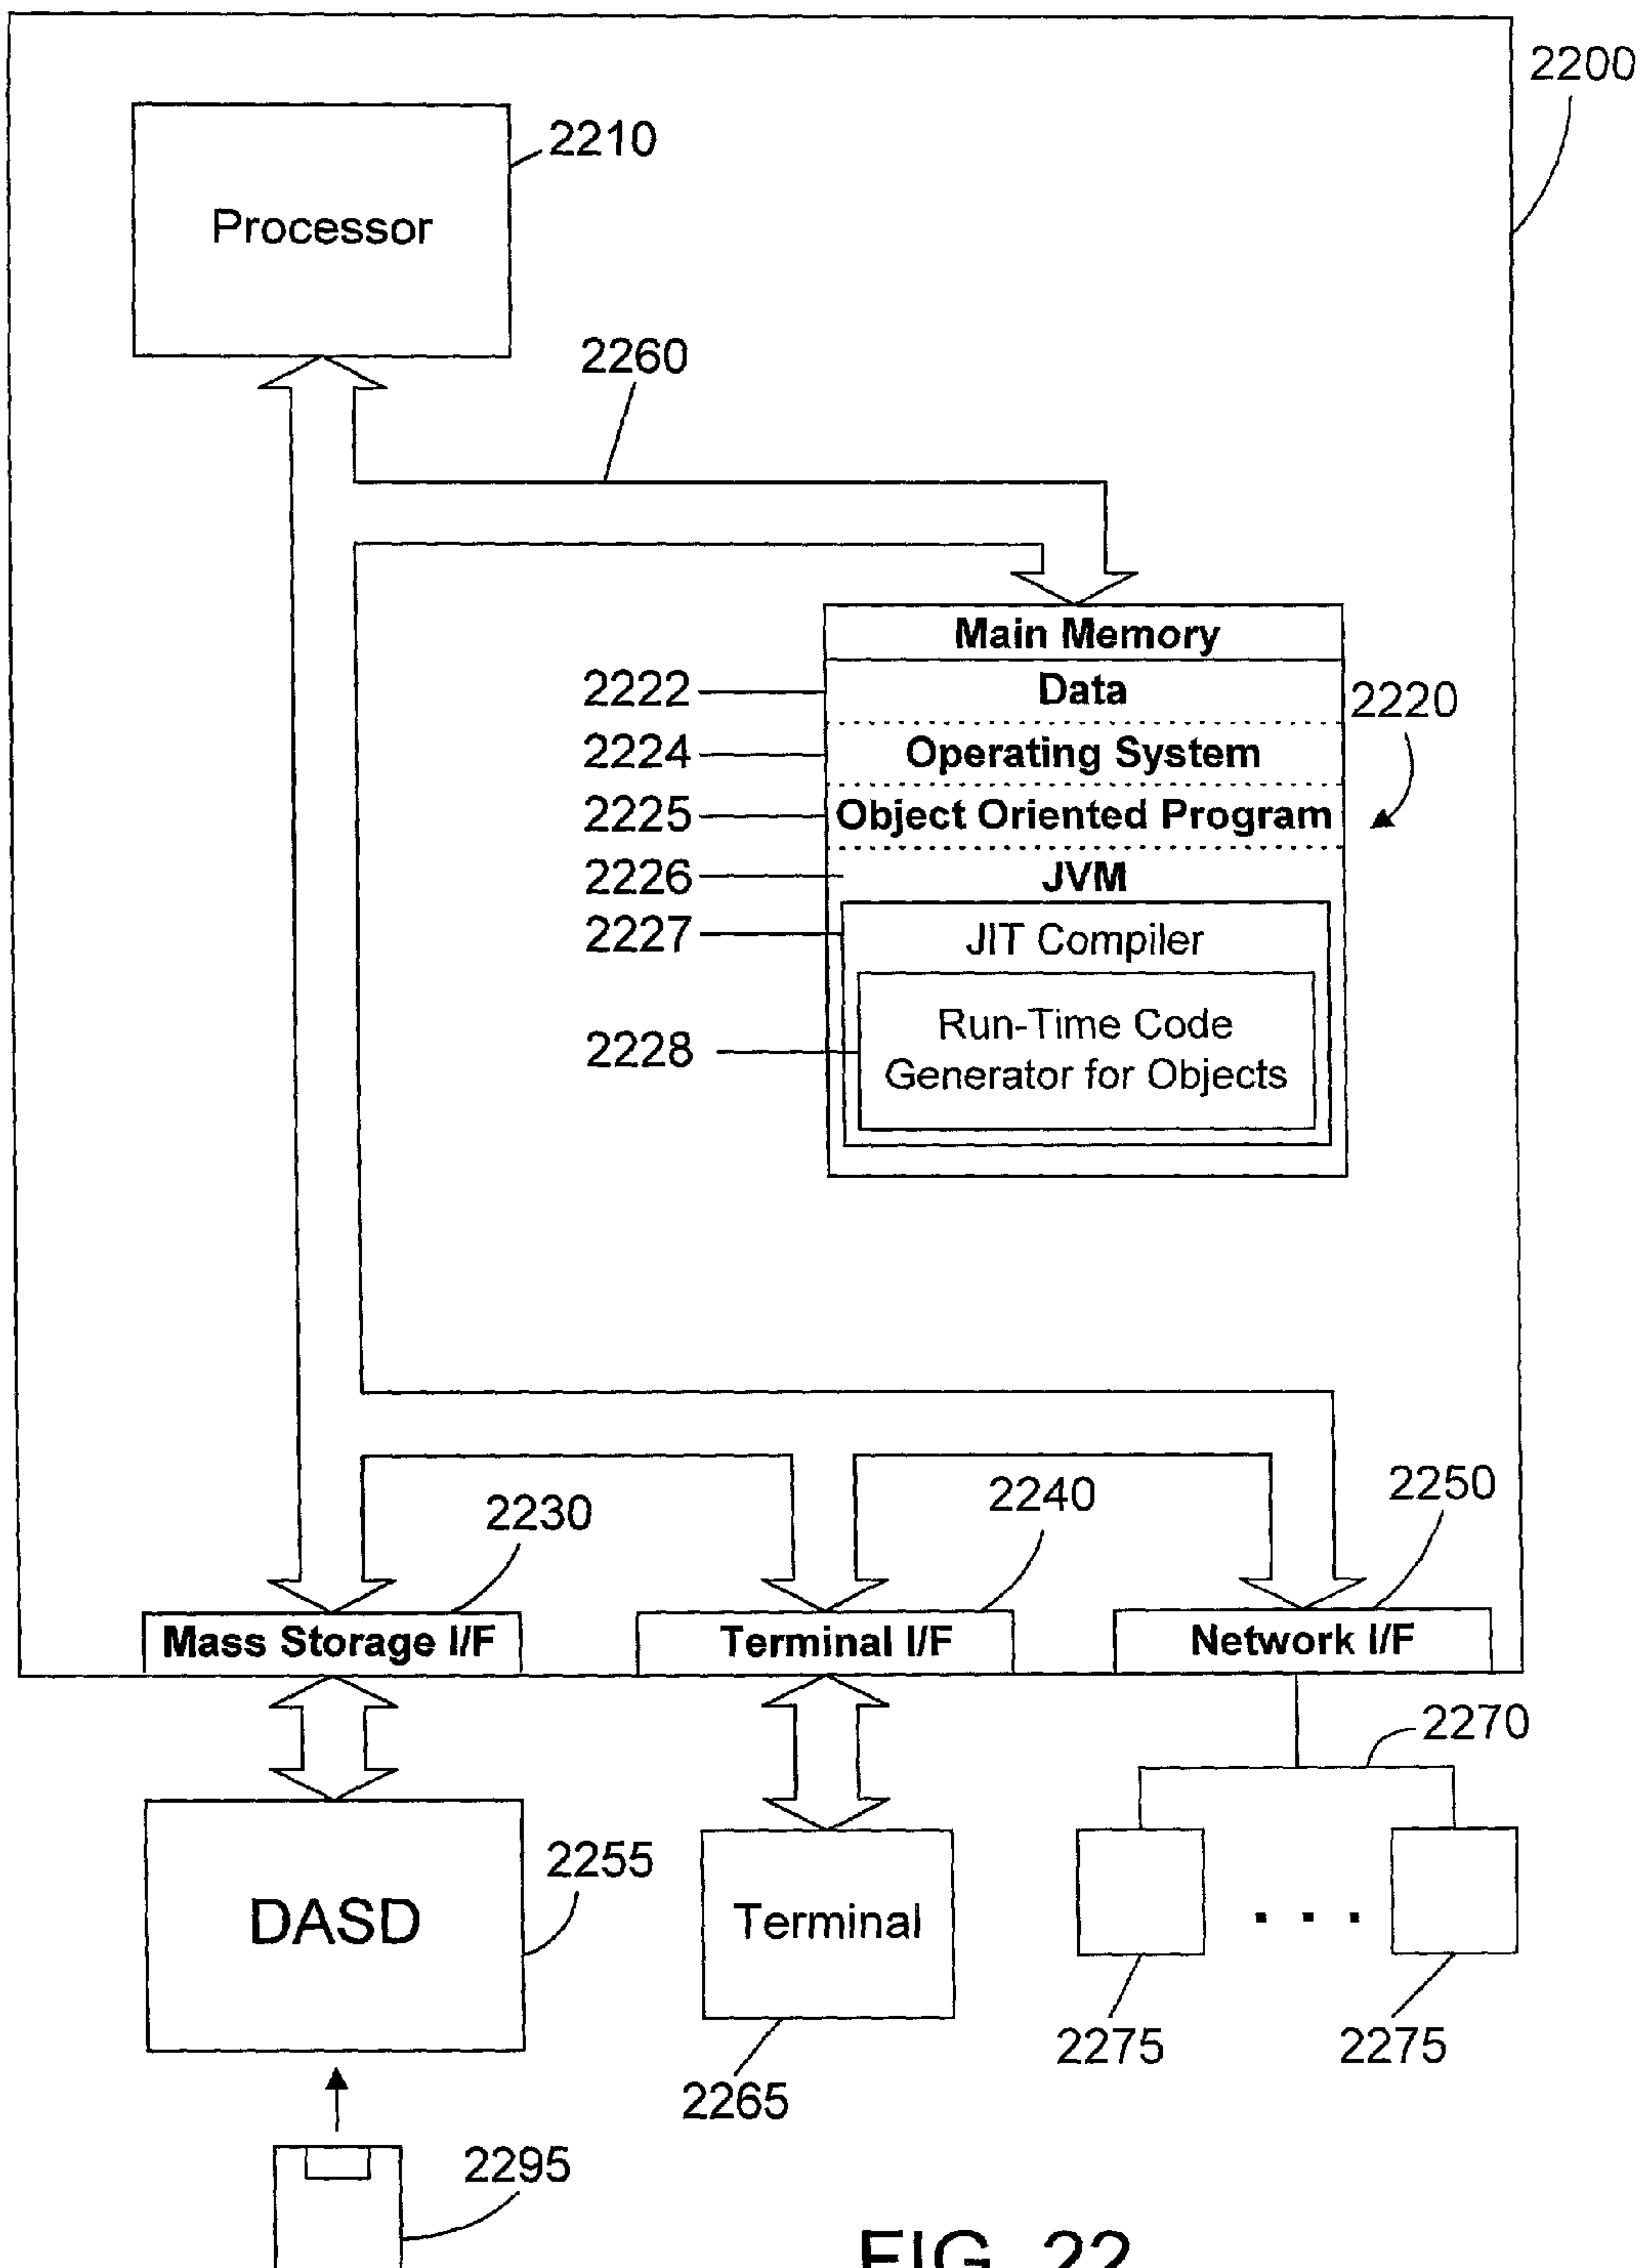 2200
2210
Processor
2260
Main Memory
2222
Data
2220
2224
Operating System
2225
Object Oriented Program
2226
JVM
2227
JIT Compiler
Run-Time Code
2228
Generator for Objects
2230
2240
2250
Mass Storage I/F
Terminal I/F
Network I/F
2270
2255
DASD
Terminal
. . .
2275
2275
2265
2295
FIG. 22